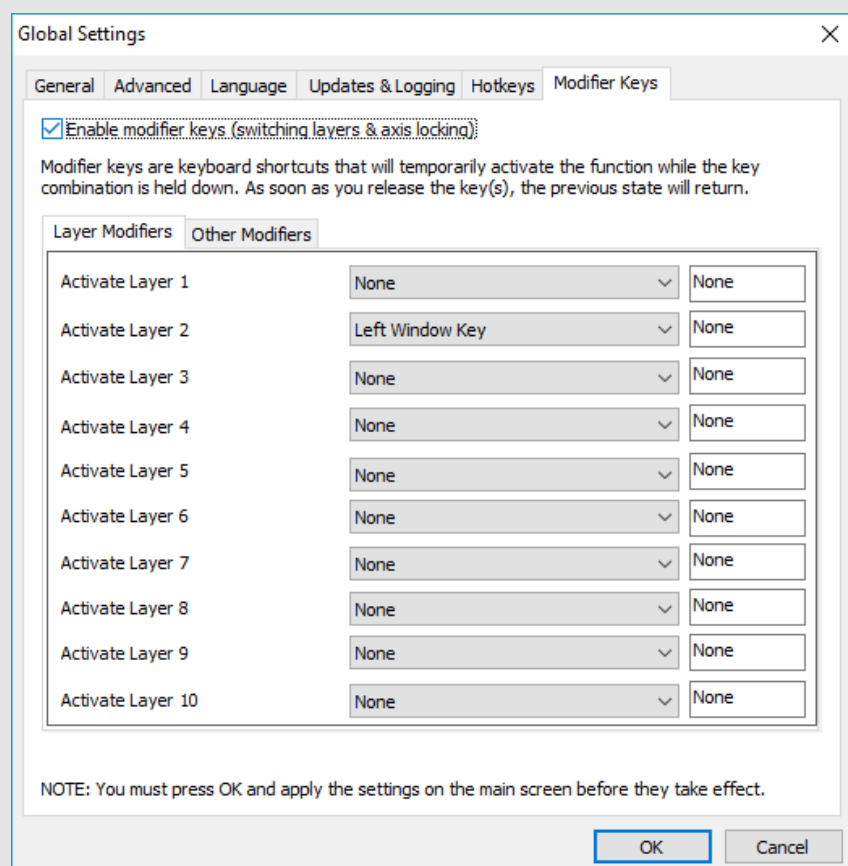 Global Settings
General Advanced Language Updates & Logging Hotkeys Modifier Keys
Enable modifier keys (switching layers & axis locking)
Modifier keys are keyboard shortcuts that will temporarily activate the function while the key
combination is held down. As soon as you release the key(s), the previous state will return.
Layer Modifiers Other Modifiers
Activate Layer 1 None None
Activate Layer 2 Left Window Key None
Activate Layer 3 None None
Activate Layer 4 None None
Activate Layer 5 None None
Activate Layer 6 None None
Activate Layer 7 None None
Activate Layer 8 None None
Activate Layer 9 None None
Activate Layer 10 None None
NOTE: You must press OK and apply the settings on the main screen before they take effect.
OK Cancel